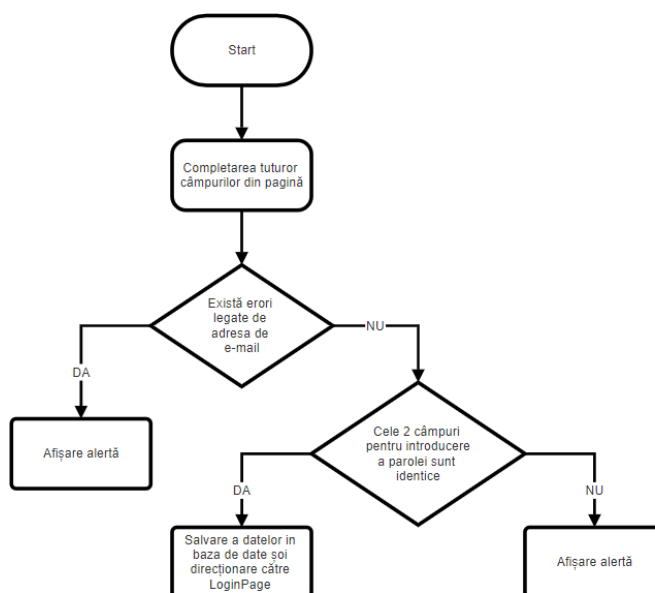 Start
Completarea tuturor
câmpurilor din pagină
Există erori
legate de
adresa de
e-mail
NU
DA
Afișare alertă
Cele 2 câmpuri
pentru introducere
a parolei sunt
identice
DA
NU
Salvare a datelor in
baza de date șoi
direcționare către
LoginPage
Afișare alertă